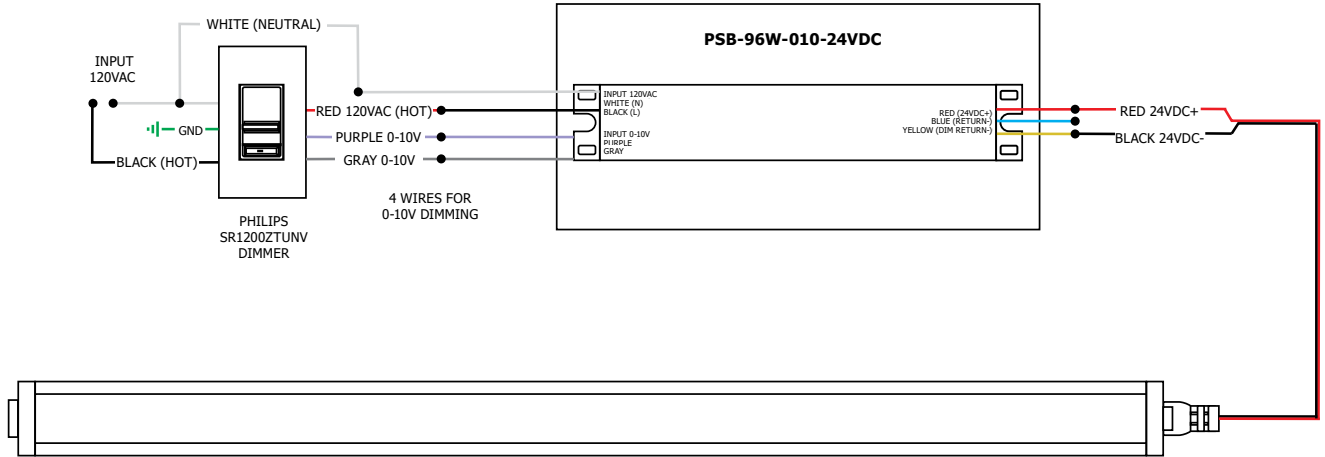 WHITE (NEUTRAL)
INPUT
120VAC
GND
BLACK (HOT)
PHILIPS
SR1200ZTUNV
DIMMER
RED 120VAC (HOT)
PURPLE 0-10V
GRAY 0-10V
4 WIRES FOR
0-10V DIMMING
PSB-96W-010-24VDC
INPUT 120VAC
WHITE (N)
BLACK (L)
INPUT 0-10V
PURPLE
GRAY
RED (24VDC+)
BLUE (RETURN-)
YELLOW (DIM RETURN-)
RED 24VDC+
BLACK 24VDC-